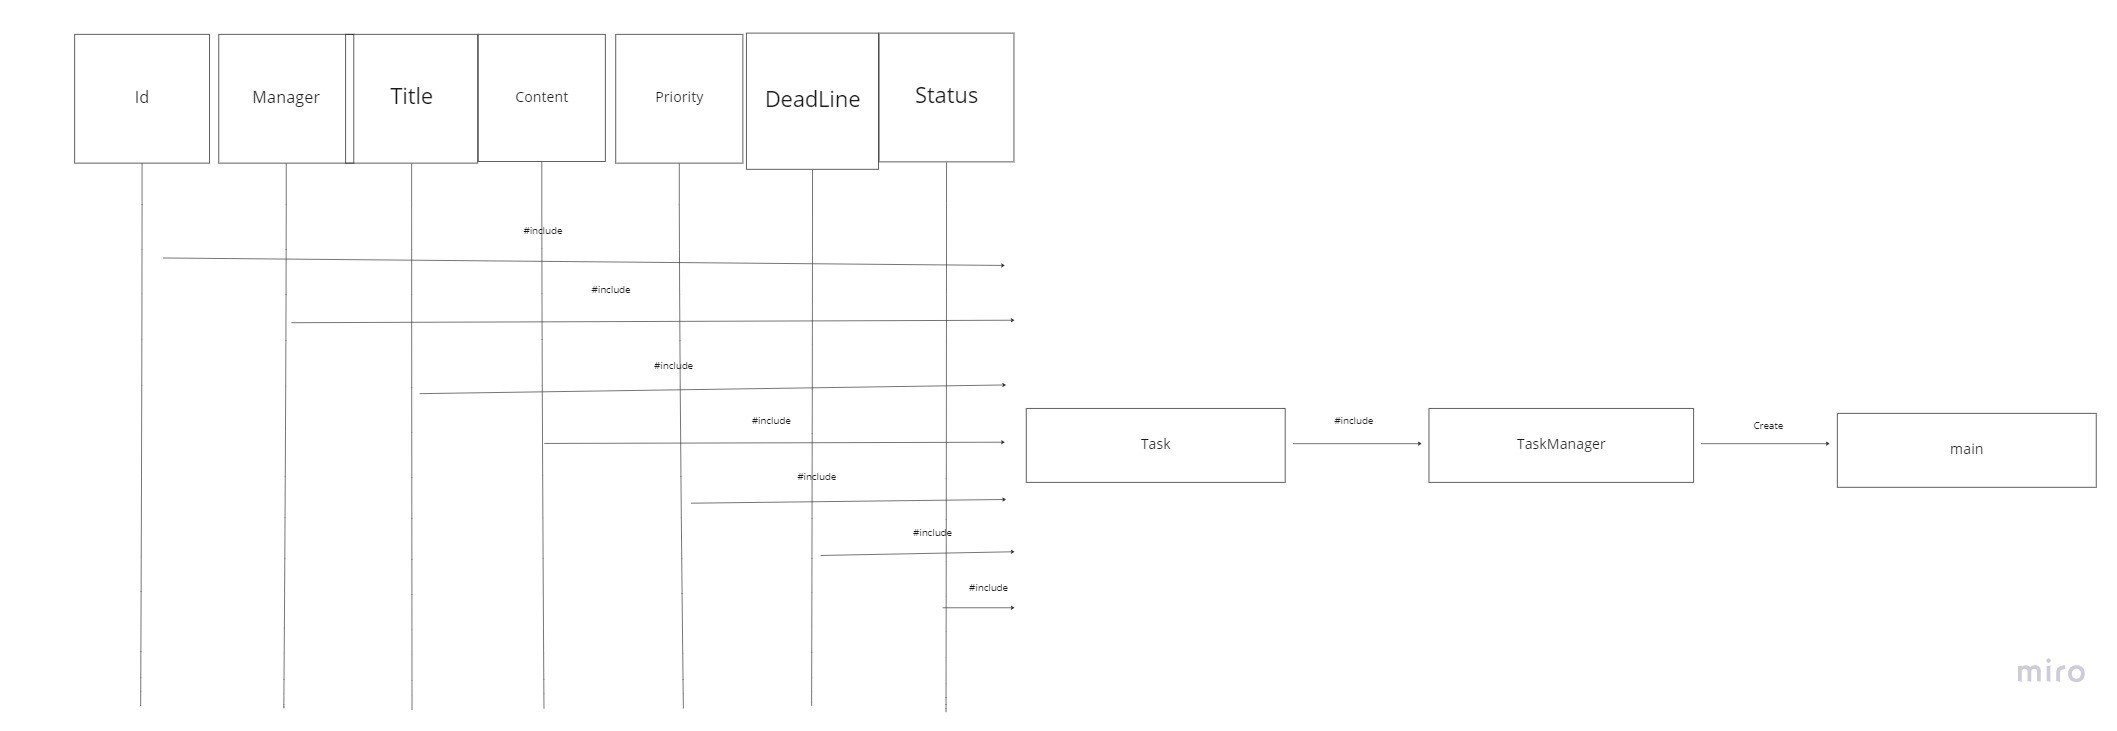 Id
Manager
Title
Content
Priority
DeadLine
Status
#include
#include
#include
#include
#include
#include
#include
Task
#include
TaskManager
Create
main
miro